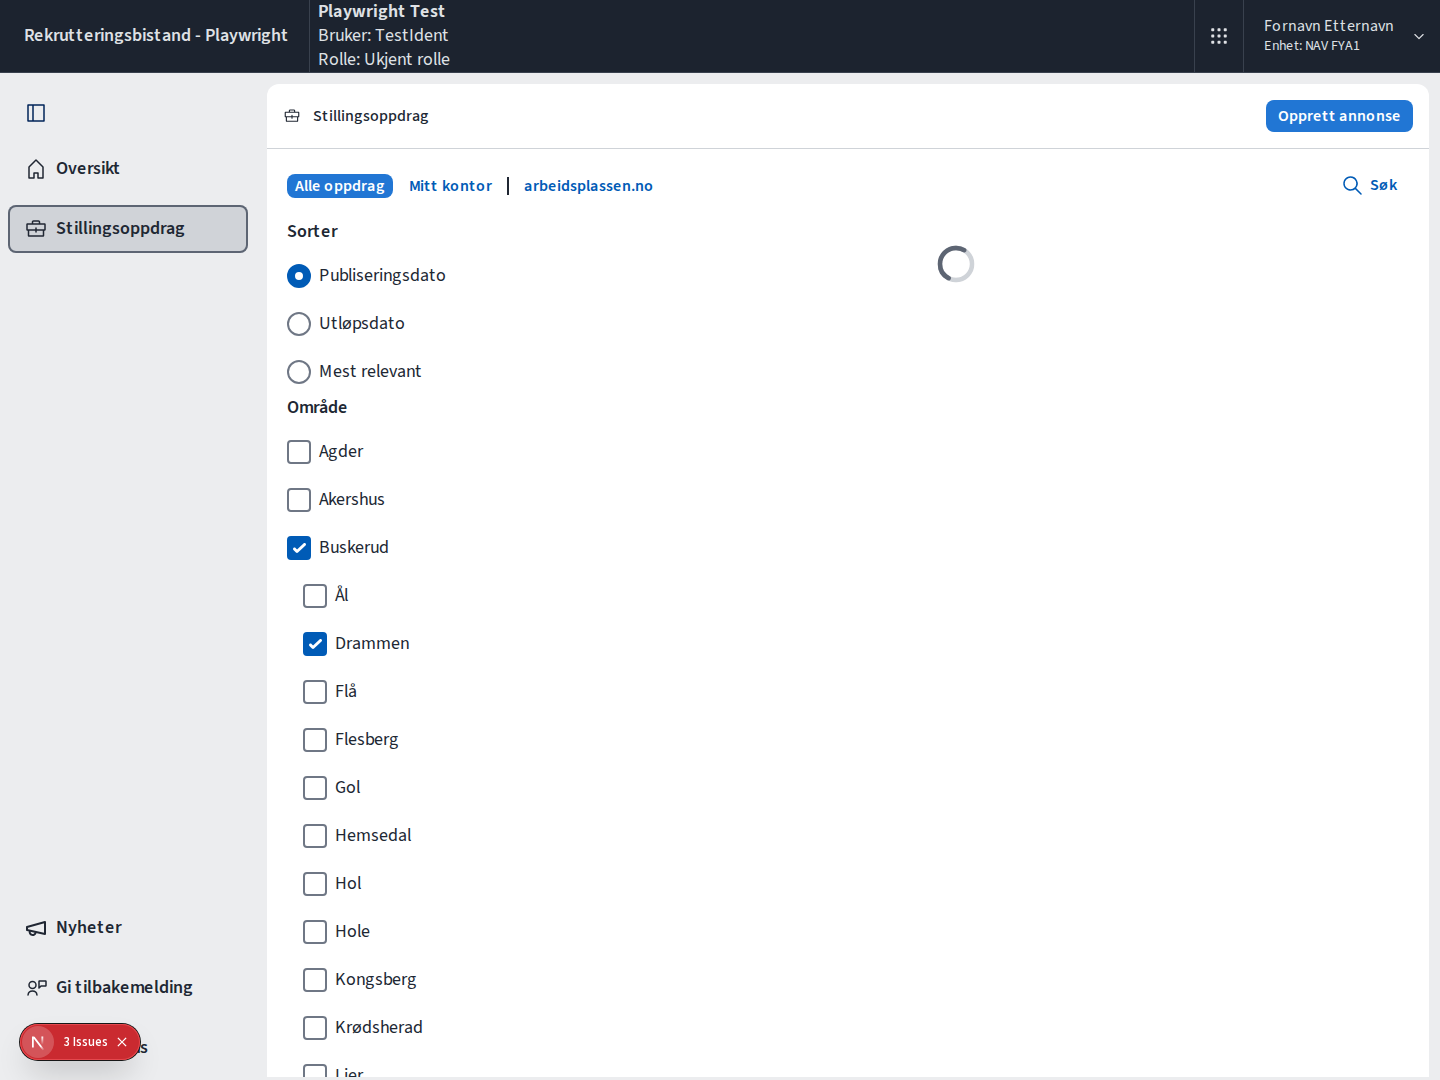 Rekrutteringsbistand - Playwright
Playwright Test
Bruker: TestIdent
Rolle: Ukjent rolle
Fornavn Etternavn
Enhet: NAV FYA1
Oversikt
Stillingsoppdrag
Nyheter
Gi tilbakemelding
3 Issues
Stillingsoppdrag
Opprett annonse
Alle oppdrag
Mitt kontor
arbeidsplassen.no
Søk
Sorter
Publiseringsdato
Utløpsdato
Mest relevant
Område
Agder
Akershus
Buskerud
Ål
Drammen
Flå
Flesberg
Gol
Hemsedal
Hol
Hole
Kongsberg
Krødsherad
Lier